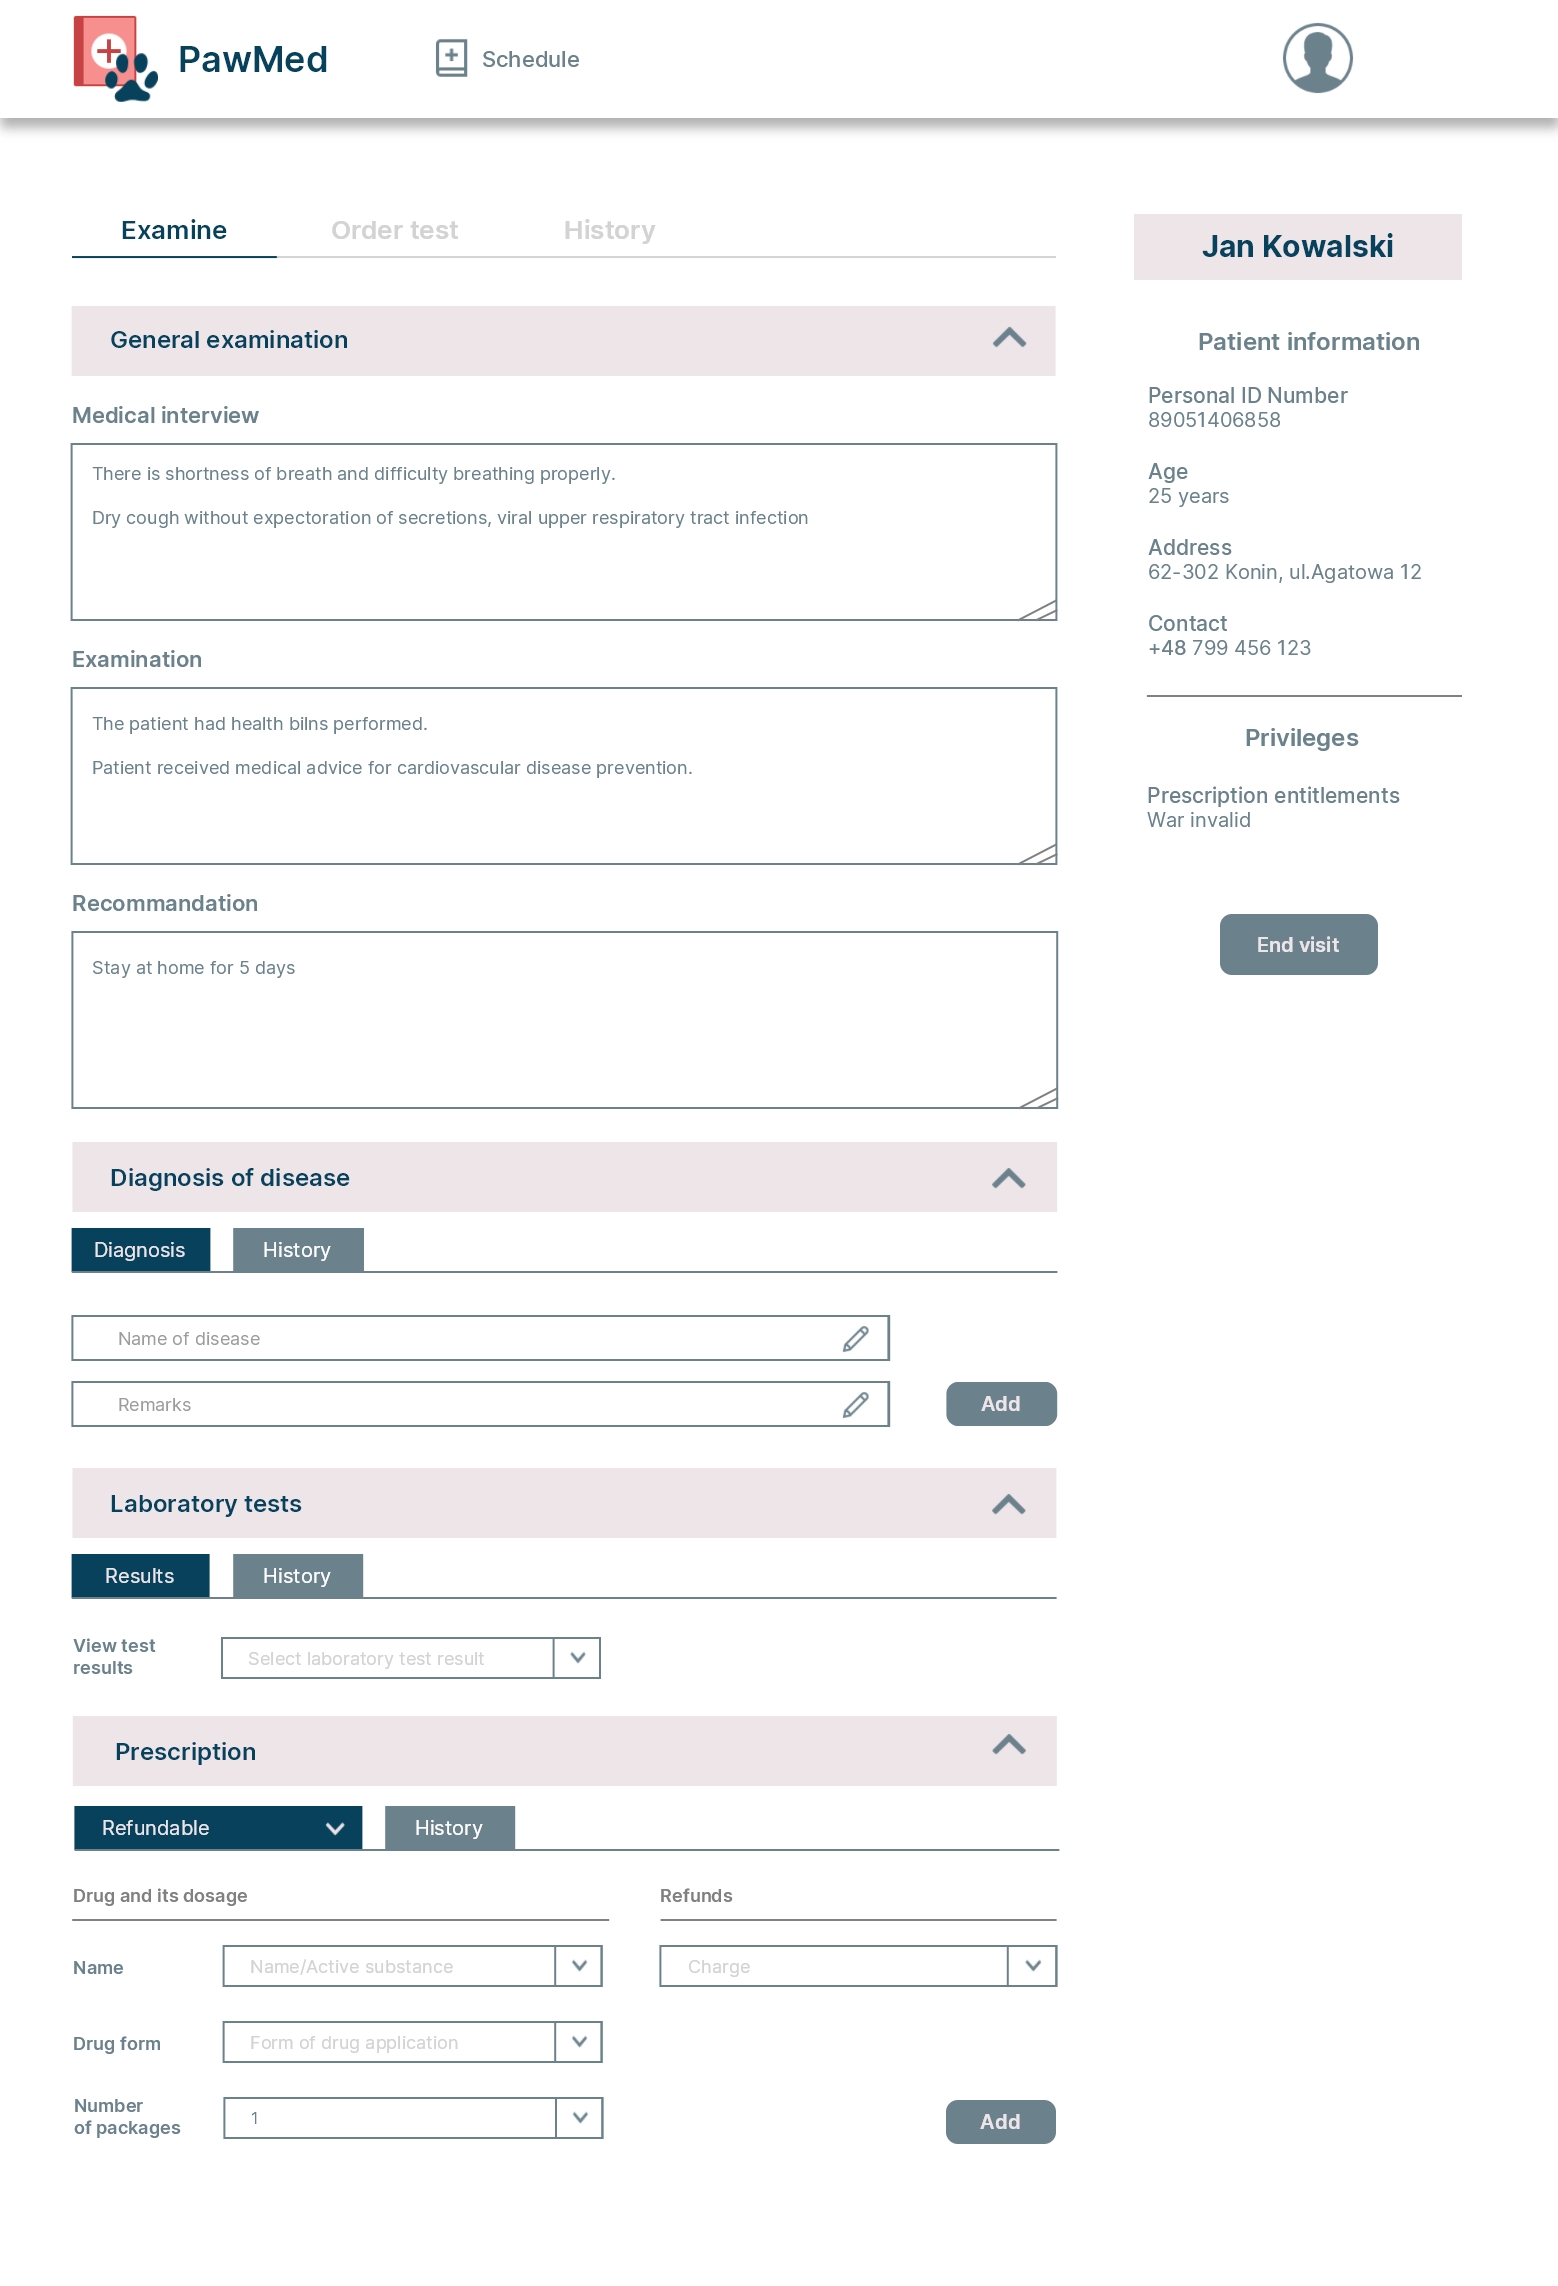 PawMed
Schedule
Examine
Order test
History
General examination
Medical interview
There is shortness of breath and difficulty breathing properly.
Dry cough without expectoration of secretions, viral upper respiratory tract infection
Examination
The patient had health bilns performed.
Patient received medical advice for cardiovascular disease prevention.
Recommandation
Stay at home for 5 days
Diagnosis of disease
Diagnosis
History
Name of disease
Remarks
Add
Laboratory tests
Results
History
View test
results
Select laboratory test result
Prescription
Refundable
History
Drug and its dosage
Name
Name/Active substance
Drug form
Form of drug application
Number
of packages
1
Refunds
Charge
Add
Jan Kowalski
Patient information
Personal ID Number
89051406858
Age
25 years
Address
62-302 Konin, ul.Agatowa 12
Contact
+48 799 456 123
Privileges
Prescription entitlements
War invalid
End visit